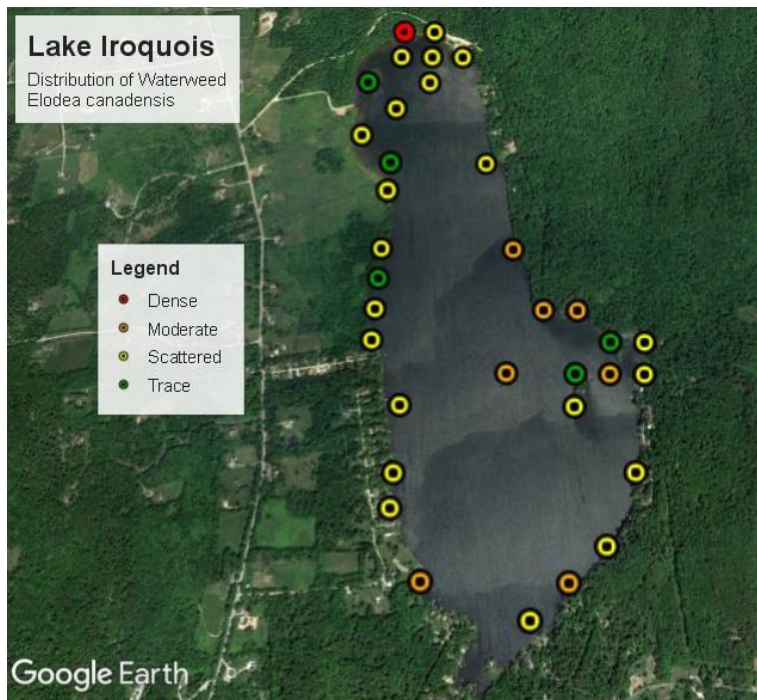 Lake Iroquois
Distribution of Waterweed
Elodea canadensis
Legend
Dense
Moderate
Scattered
Trace
Google Earth